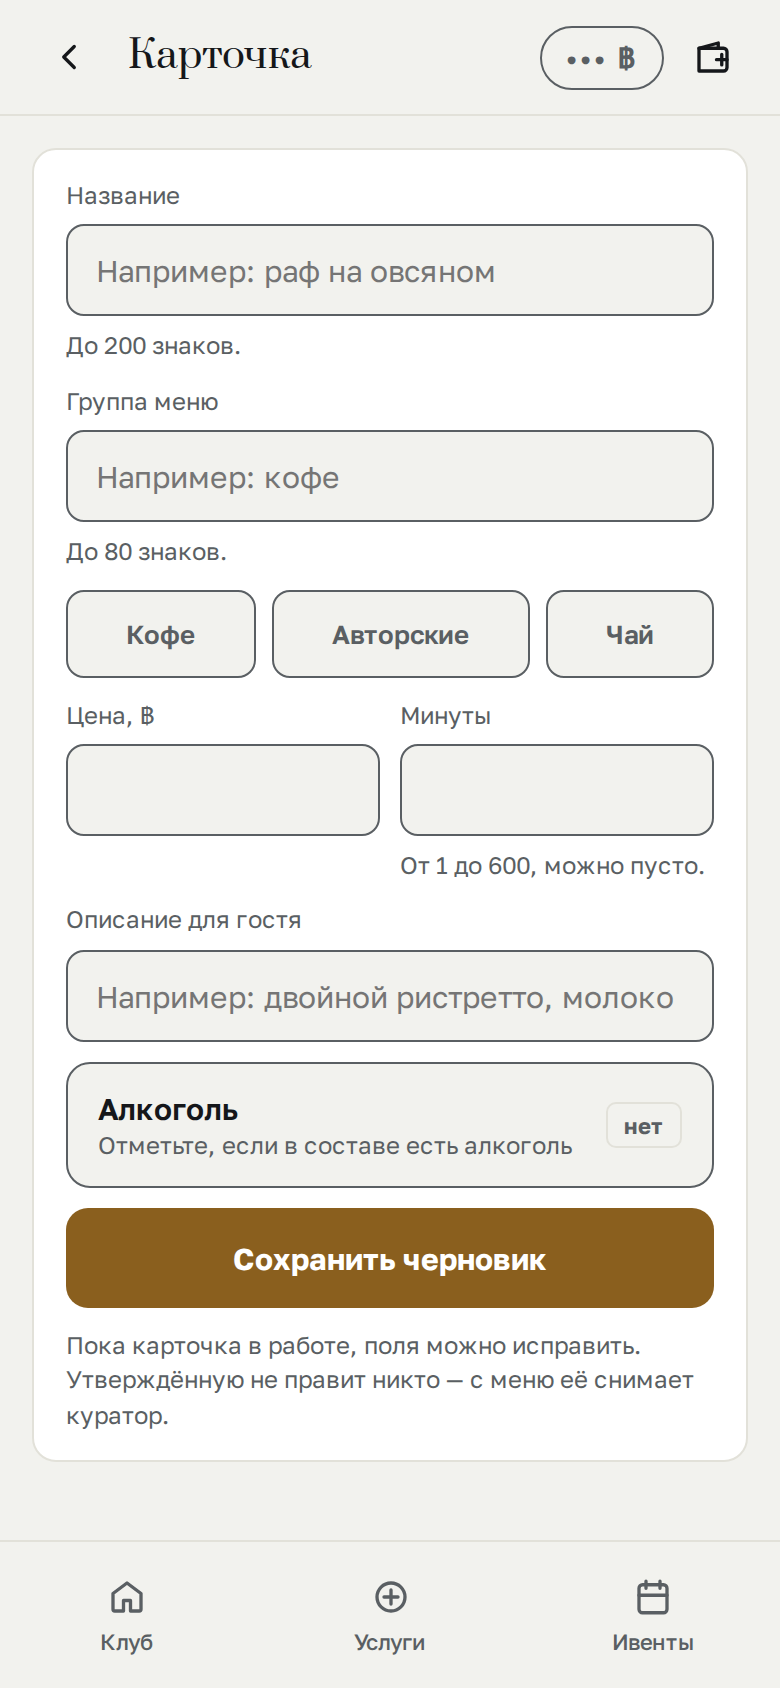 Карточка
••• ฿
Название
Например: раф на овсяном
До 200 знаков.
Группа меню
Например: кофе
До 80 знаков.
Кофе
Авторские
Чай
Цена, ฿
Минуты
От 1 до 600, можно пусто.
Описание для гостя
Например: двойной ристретто, молоко
Алкоголь
Отметьте, если в составе есть алкоголь
нет
Сохранить черновик
Пока карточка в работе, поля можно исправить.
Утверждённую не правит никто — с меню её снимает
куратор.
Клуб
Услуги
Ивенты